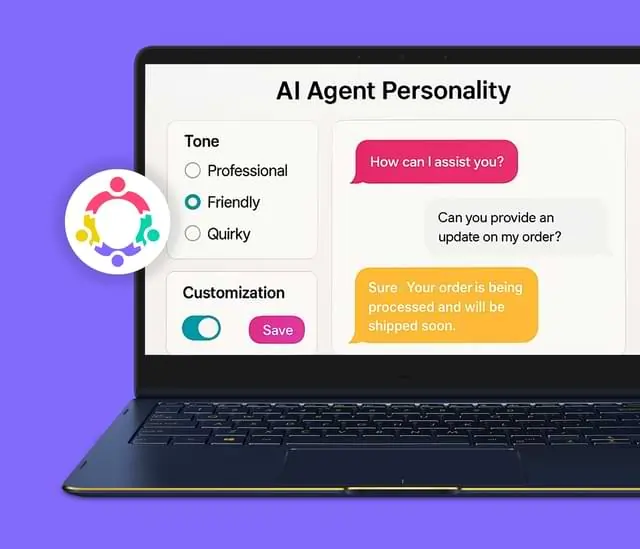 AI Agent Personality
Tone
Professional
Friendly
Quirky
Customization
Save
How can I assist you?
Can you provide an
update on my order?
Sure Your order is being
processed and will be
shipped soon.